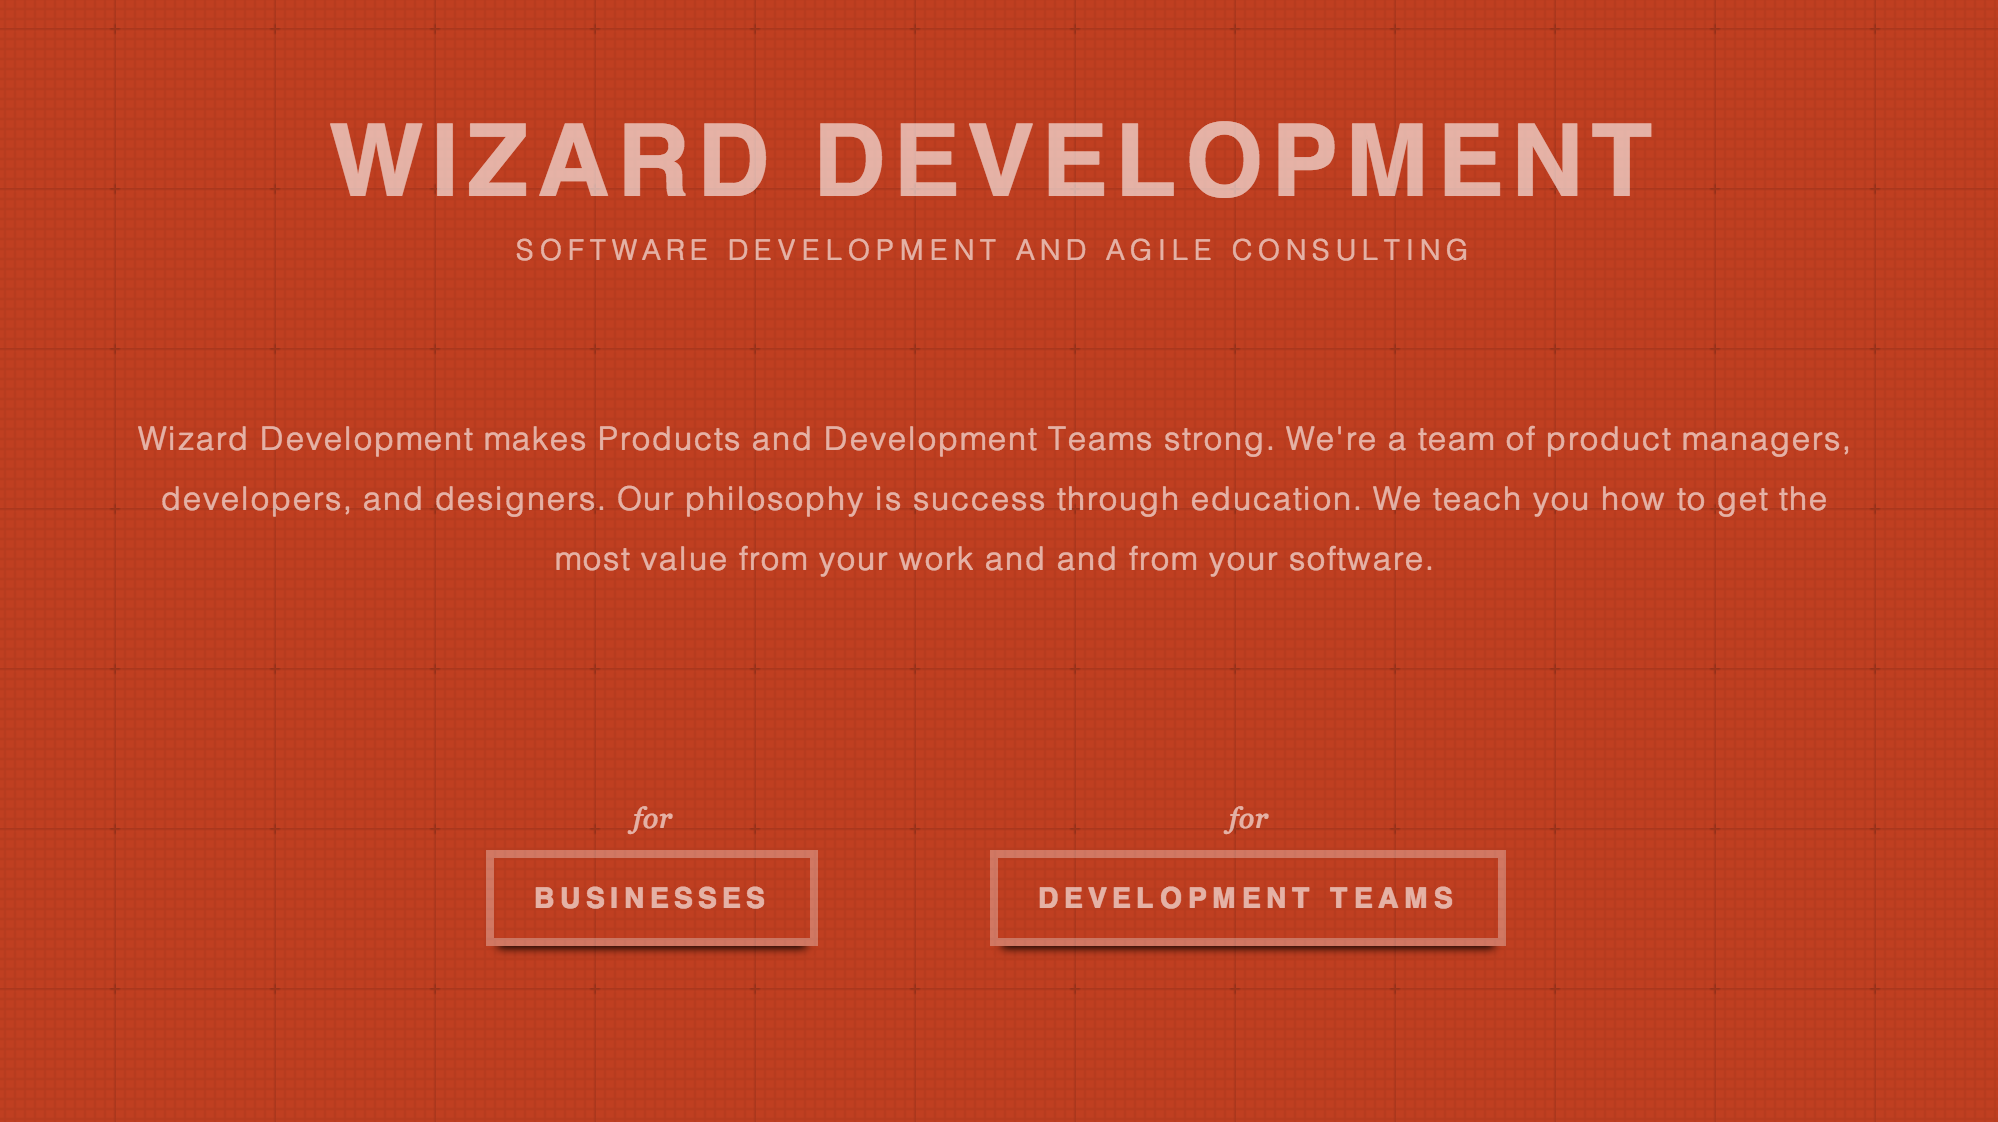 WIZARD DEVELOPMENT
SOFTWARE DEVELOPMENT AND AGILE CONSULTING
Wizard Development makes Products and Development Teams strong. We're a team of product managers,
developers, and designers. Our philosophy is success through education. We teach you how to get the
most value from your work and and from your software.
for
BUSINESSES
for
DEVELOPMENT TEAMS